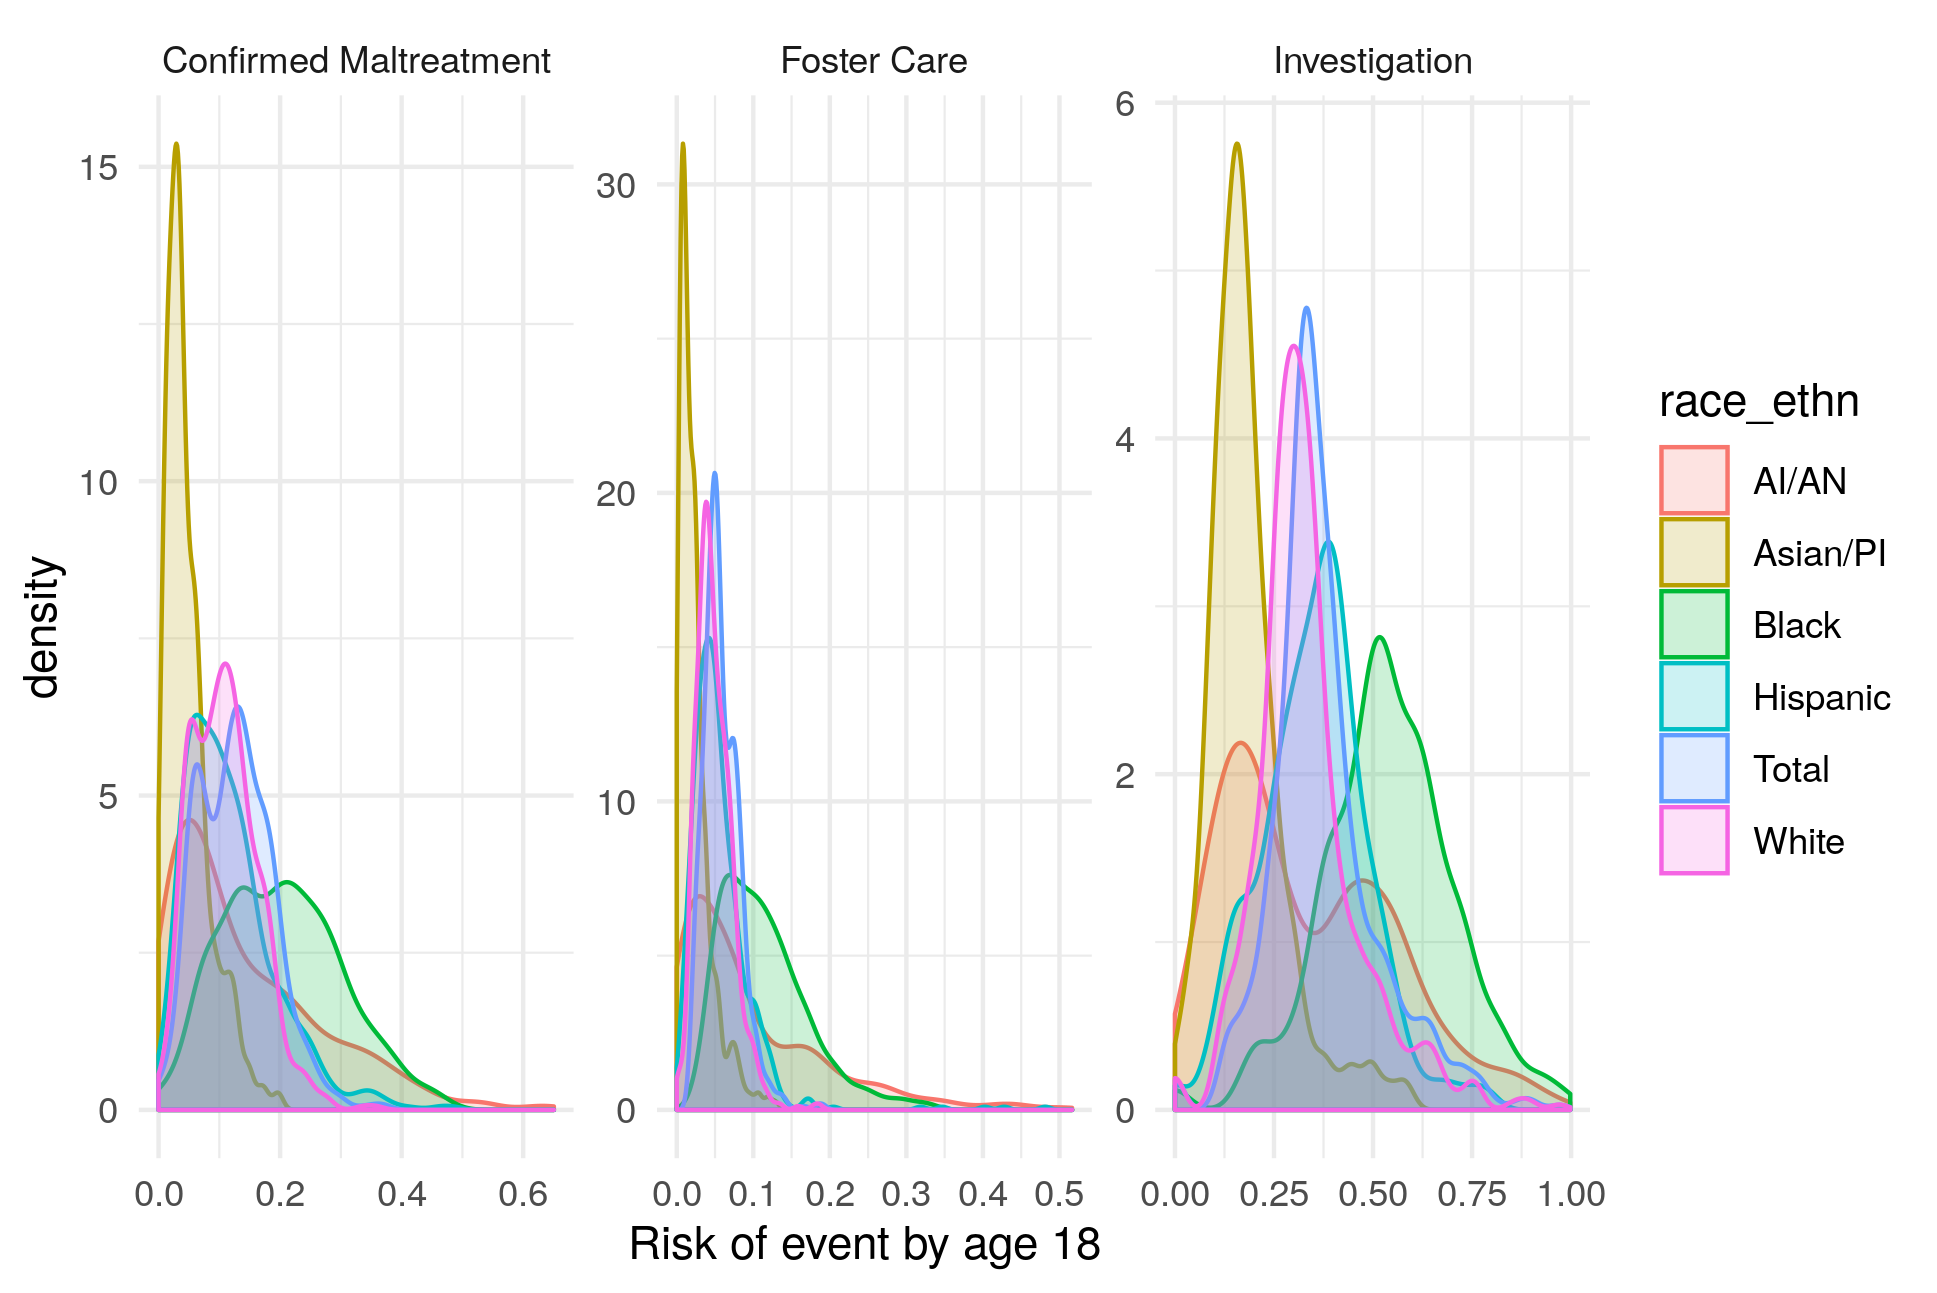 Confirmed Maltreatment
Foster Care
Investigation
density
15
10
5
0
30
20
10
0
6
4
2
0
0.0 0.2 0.4 0.6
0.0 0.1 0.2 0.3 0.4 0.5
0.00 0.25 0.50 0.75 1.00
Risk of event by age 18
race_ethn
AI/AN
Asian/PI
Black
Hispanic
Total
White